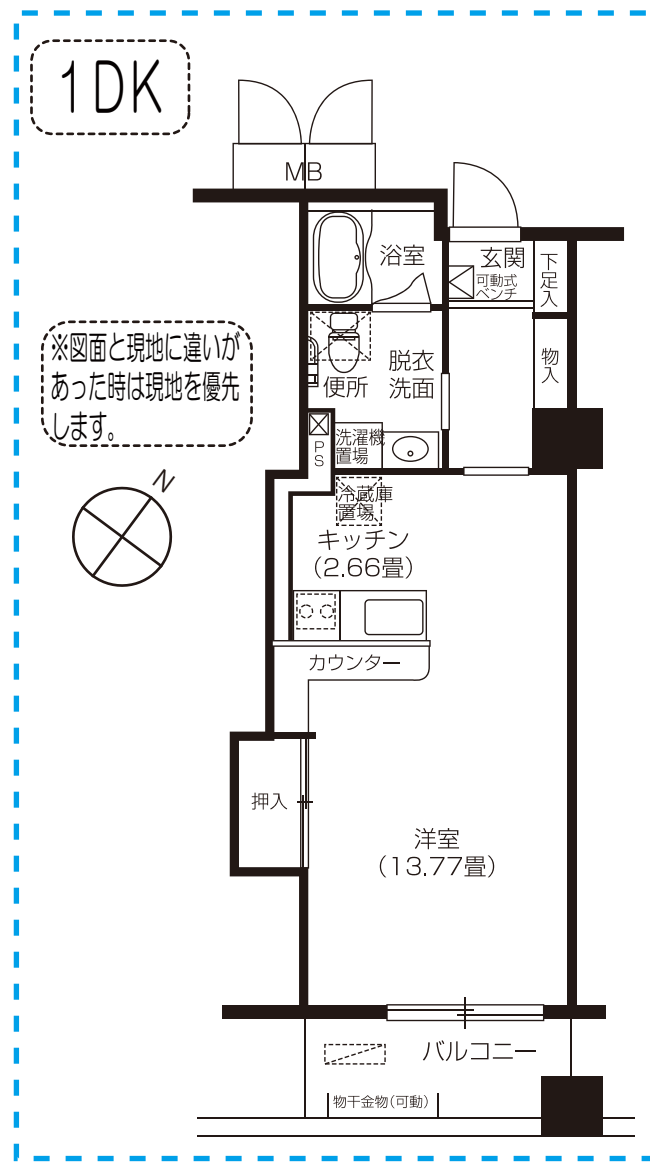 1DK
MB
浴室
玄関
可動式
ベンチ
下足入
※図面と現地に違いが
あった時は現地を優先
します。
便所
脱衣
洗面
物入
洗濯機
置場
PS
N
冷蔵庫
置場
キッチン
(2.66畳)
カウンター
押入
洋室
(13.77畳)
バルコニー
物干金物(可動)